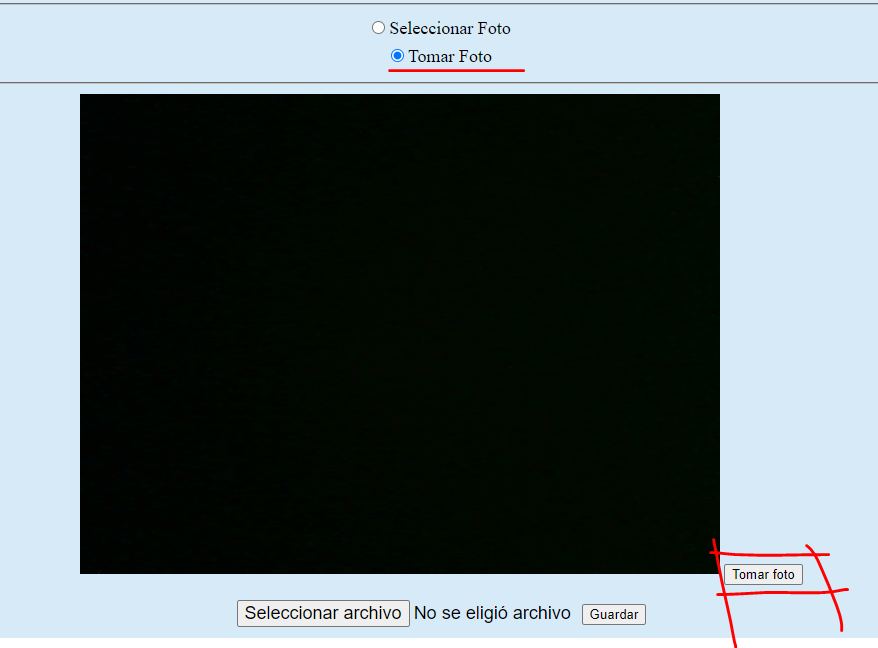 Seleccionar Foto
Tomar Foto
Tomar foto
Seleccionar archivo No se eligió archivo Guardar